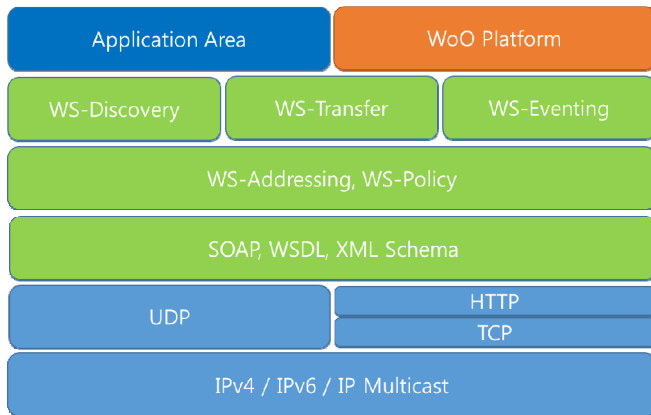 Application Area
WoO Platform
WS-Discovery
WS-Transfer
WS-Eventing
WS-Addressing, WS-Policy
SOAP, WSDL, XML Schema
UDP
HTTP
TCP
IPv4 / IPv6 / IP Multicast